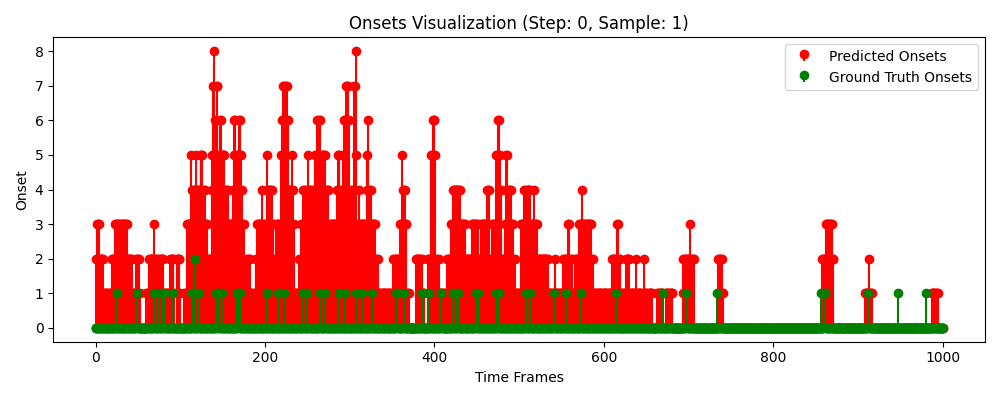 Onsets Visualization (Step: 0, Sample: 1)
Predicted Onsets
Ground Truth Onsets
Onset
8
7
6
5
4
3
2
1
0
0 200 400 600 800 1000
Time Frames